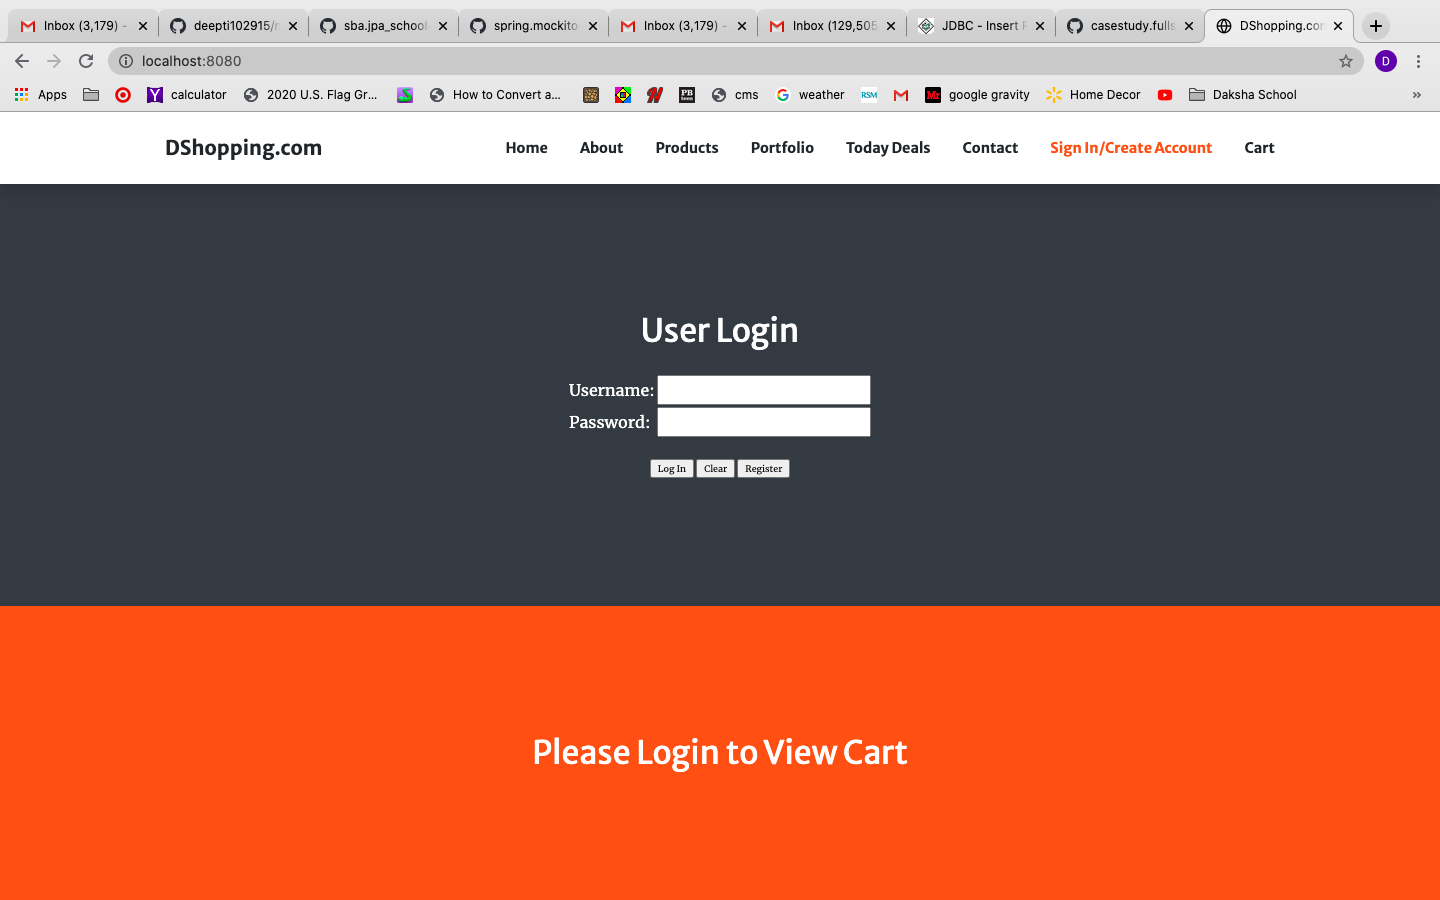 Inbox (3,179) -
deepti102915/
sba.jpa_school
spring.mockito
Inbox (3,179) -
Inbox (129,505
JDBC - Insert
casestudy.fulls
DShopping.com
localhost:8080
D
Apps
calculator
2020 U.S. Flag Gr...
How to Convert a...
PB teen
cms
weather
RSM
google gravity
Home Decor
Daksha School
»
DShopping.com
Home
About
Products
Portfolio
Today Deals
Contact
Sign In/Create Account
Cart
User Login
Username:
Password:
Log In
Clear
Register
Please Login to View Cart